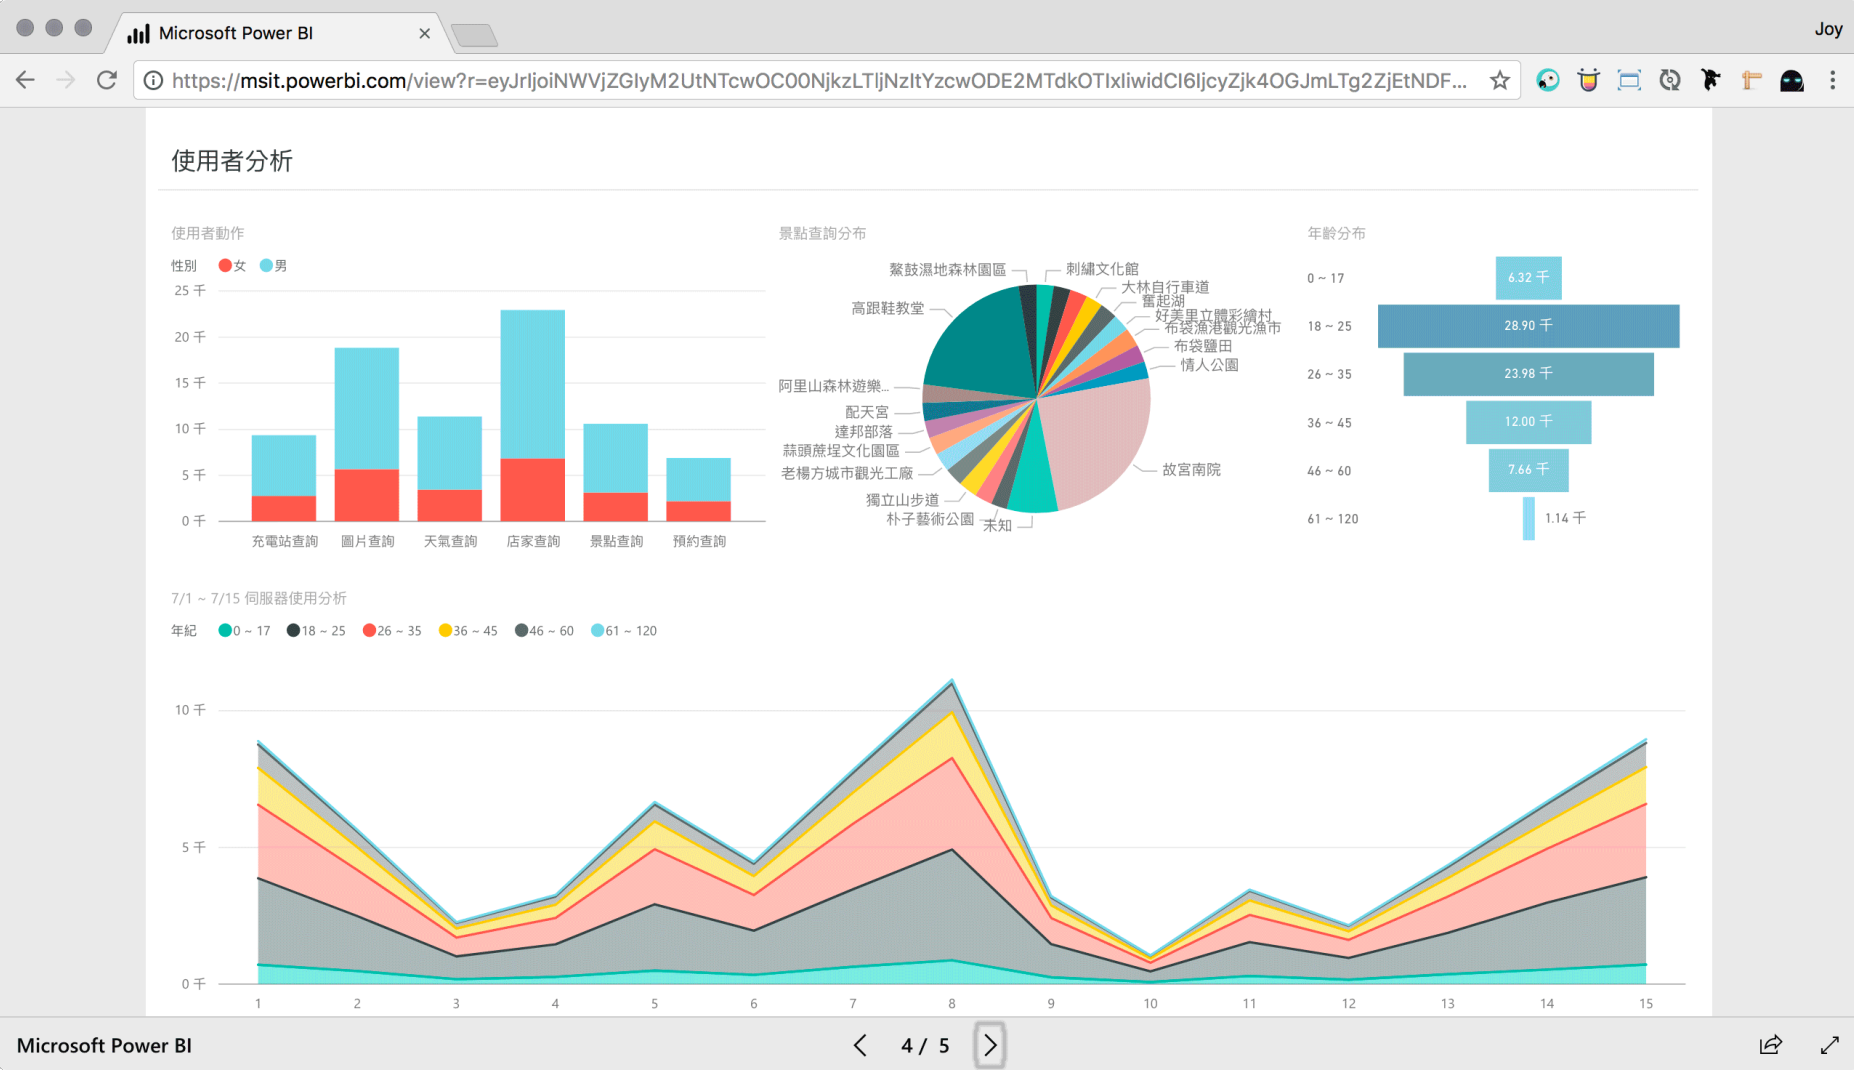 Microsoft Power BI
Joy
https://msit.powerbi.com/view?r=eyJrIjoiNWVjZGIyM2UtNTcwOC00NjkzLTljNzItYzcwODE2MTdkOTIxIiwidCI6IjcyZjk4OGJmLTg2ZjEtNDF...
使用者分析
使用者動作
性別 女 男
25 千
20 千
15 千
10 千
5 千
0 千
充電站查詢 圖片查詢 天氣查詢 店家查詢 景點查詢 預約查詢
景點查詢分布
鰲鼓濕地森林園區
刺繡文化館
大林自行車道
奮起湖
高跟鞋教堂
好美里立體彩繪村
布袋漁港觀光漁市
布袋鹽田
情人公園
阿里山森林遊樂...
配天宮
達邦部落
蒜頭蔗埕文化園區
老楊方城市觀光工廠
故宮南院
獨立山步道
朴子藝術公園
未知
年齡分布
0 ~ 17 6.32 千
18 ~ 25 28.90 千
26 ~ 35 23.98 千
36 ~ 45 12.00 千
46 ~ 60 7.66 千
61 ~ 120 1.14 千
7/1 ~ 7/15 伺服器使用分析
年紀 0 ~ 17 18 ~ 25 26 ~ 35 36 ~ 45 46 ~ 60 61 ~ 120
10 千
5 千
0 千
1 2 3 4 5 6 7 8 9 10 11 12 13 14 15
Microsoft Power BI
4 / 5